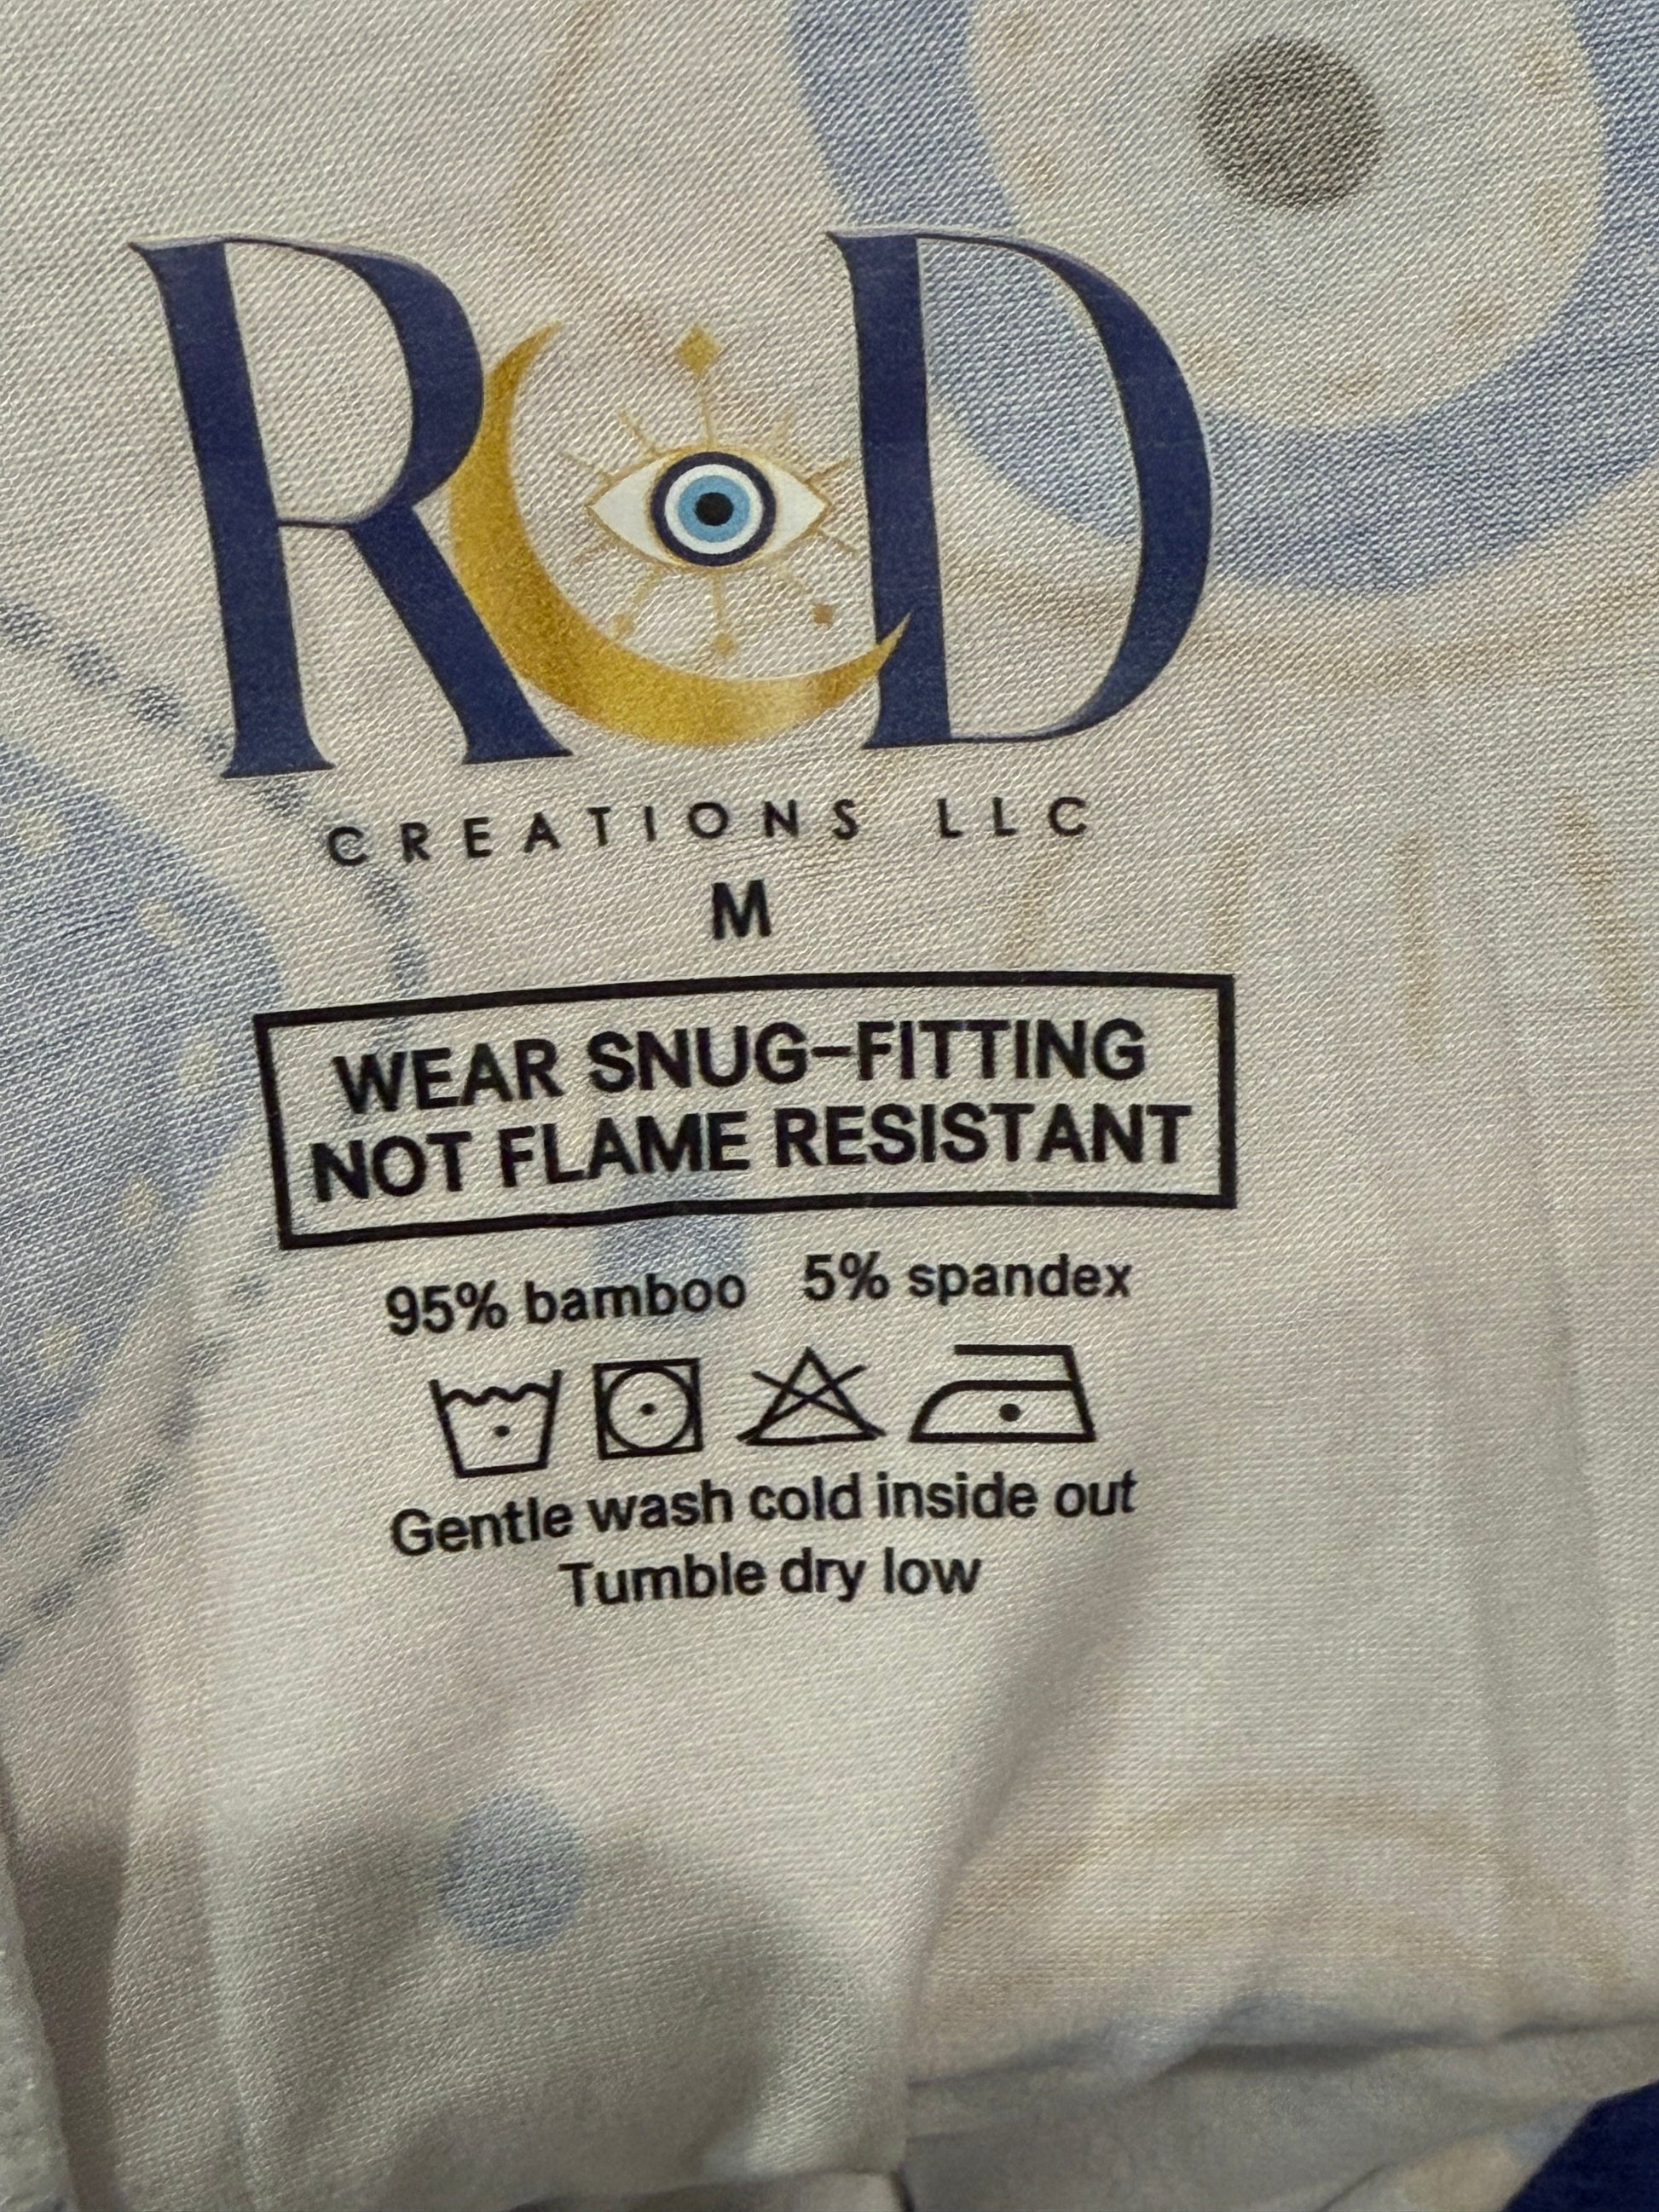 RD
CREATIONS LLC
M
WEAR SNUG-FITTING
NOT FLAME RESISTANT
95% bamboo 5% spandex
Gentle wash cold inside out
Tumble dry low